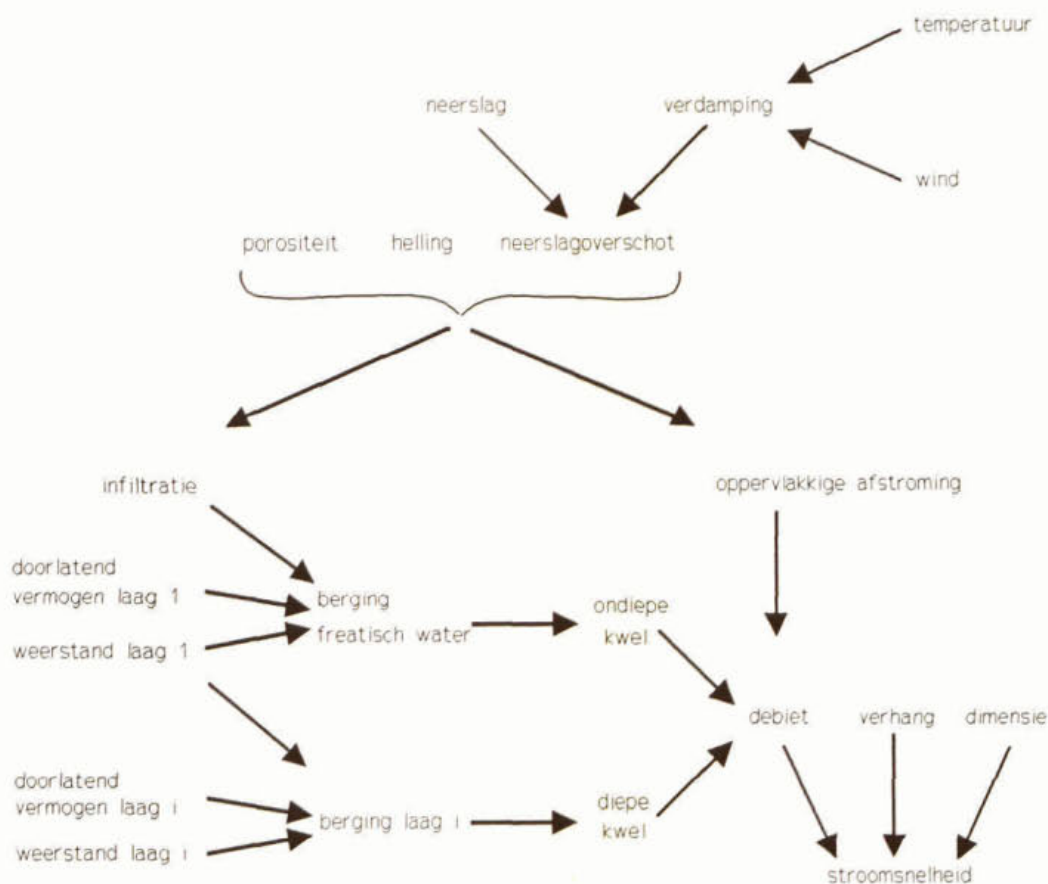 temperatuur
neerslag verdamping
wind
porositeit helling neerslagoverschot
infiltratie oppervlakkige afstroming
doorlatend
vermogen laag 1
weerstand laag 1
berging
freatisch water
ondiepe
kwel
debiet verhang dimensie
doorlatend
vermogen laag i
weerstand laag i
berging laag i
diepe
kwel
stroomsnelheid